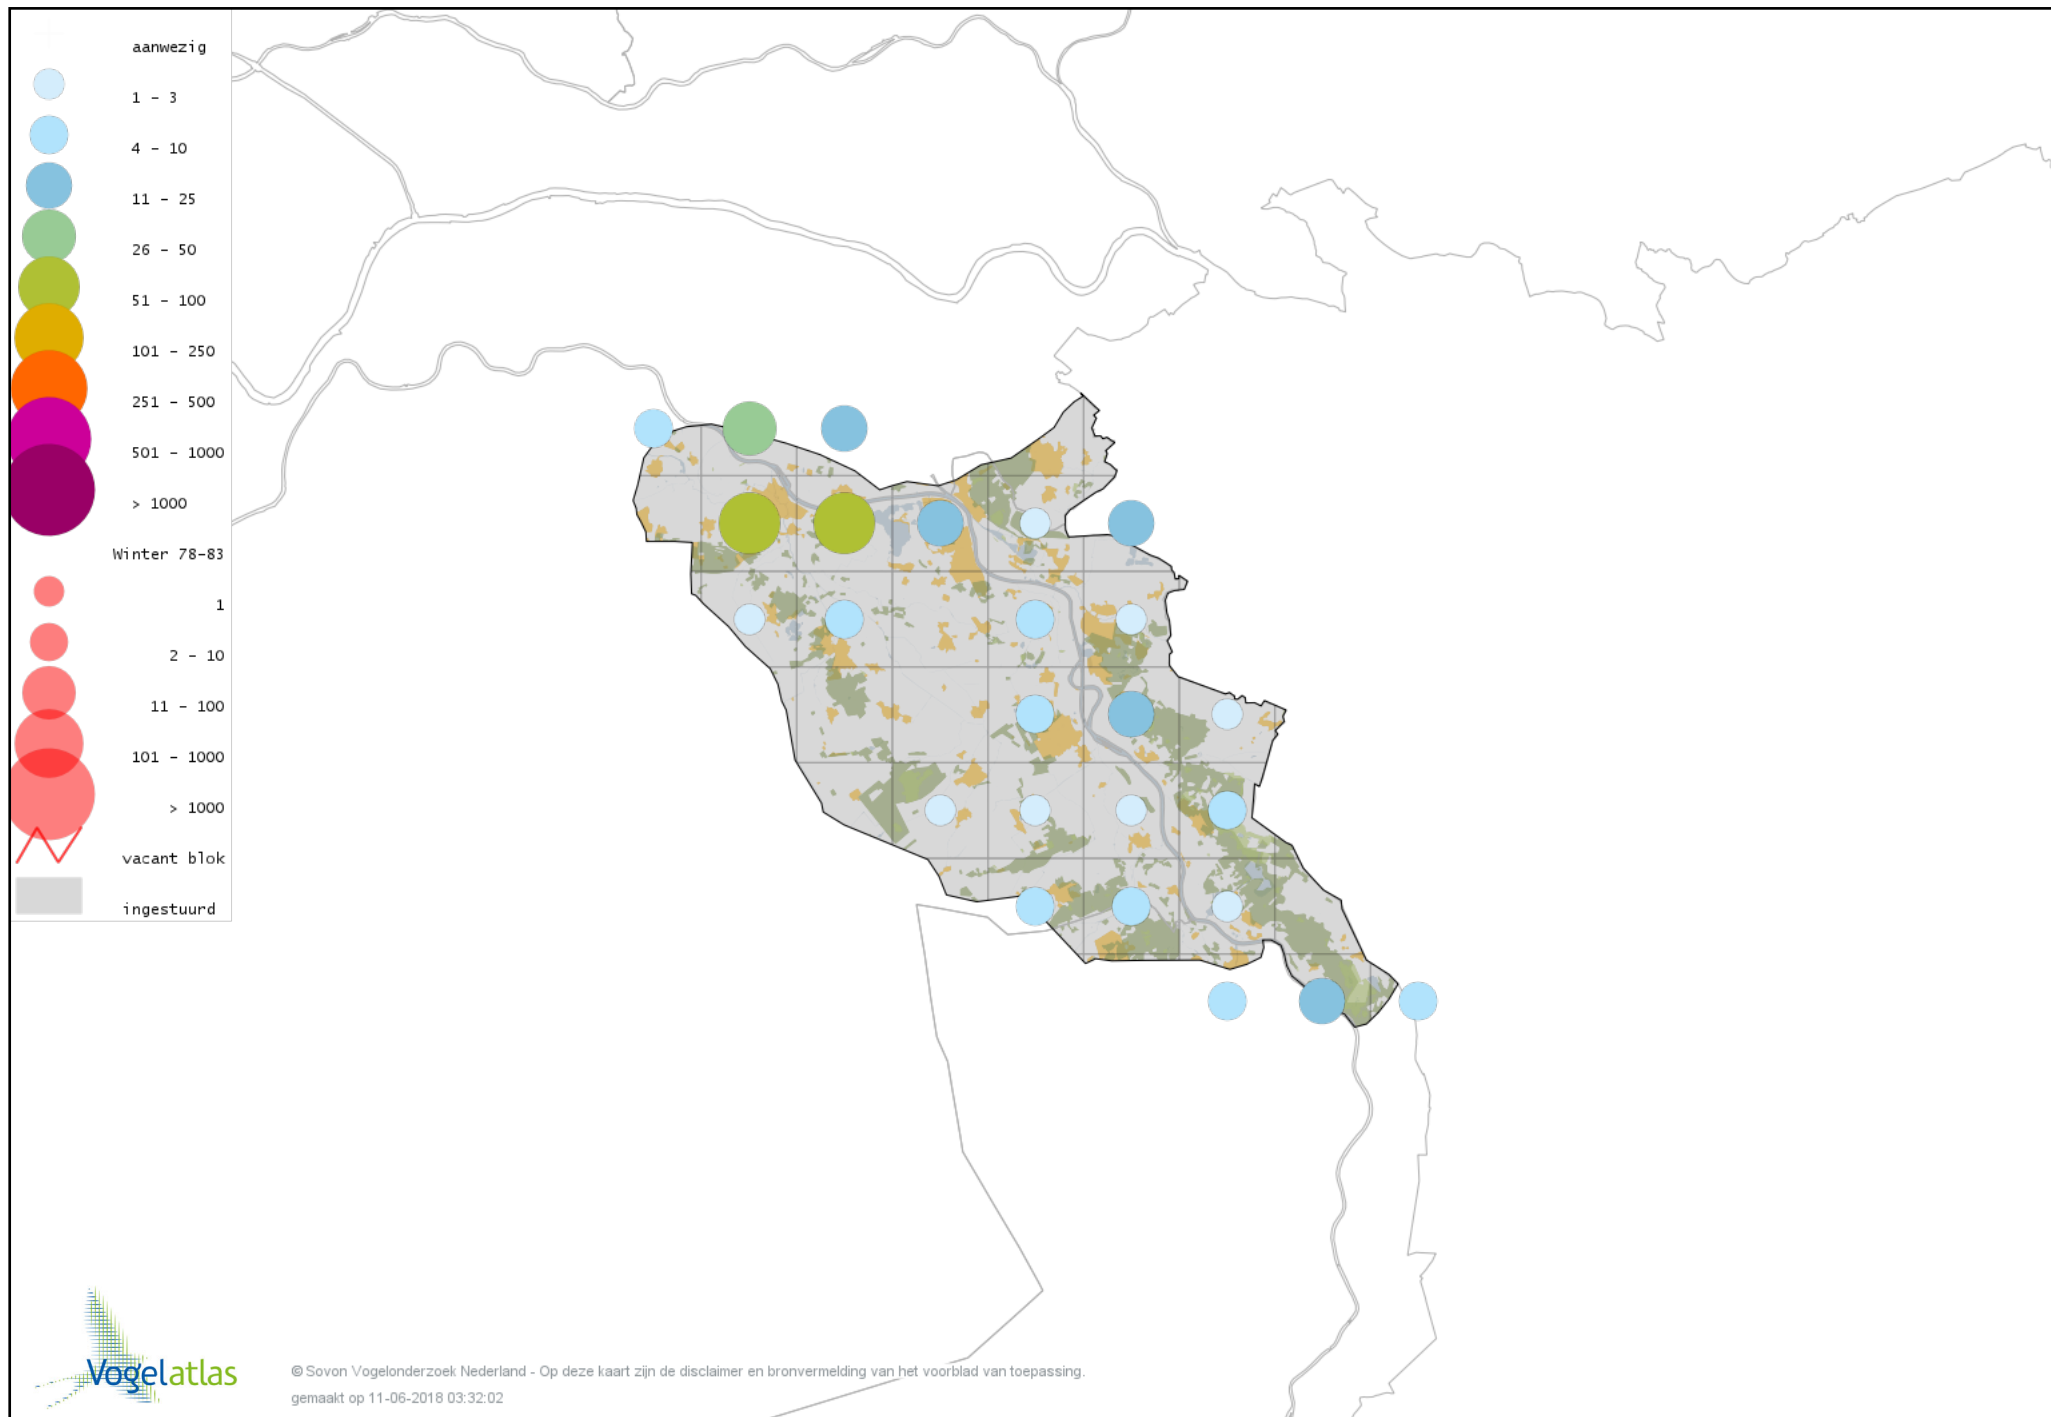 aanwezig
1 - 3
4 - 10
11 - 25
26 - 50
51 - 100
101 - 250
251 - 500
501 - 1000
> 1000
Winter 78-83
1
2 - 10
11 - 100
101 - 1000
> 1000
vacant blok
ingestuurd
Vogelatlas
© Sovon Vogelonderzoek Nederland - Op deze kaart zijn de disclaimer en bronvermelding van het voorblad van toepassing.
gemaakt op 11-06-2018 03:32:02